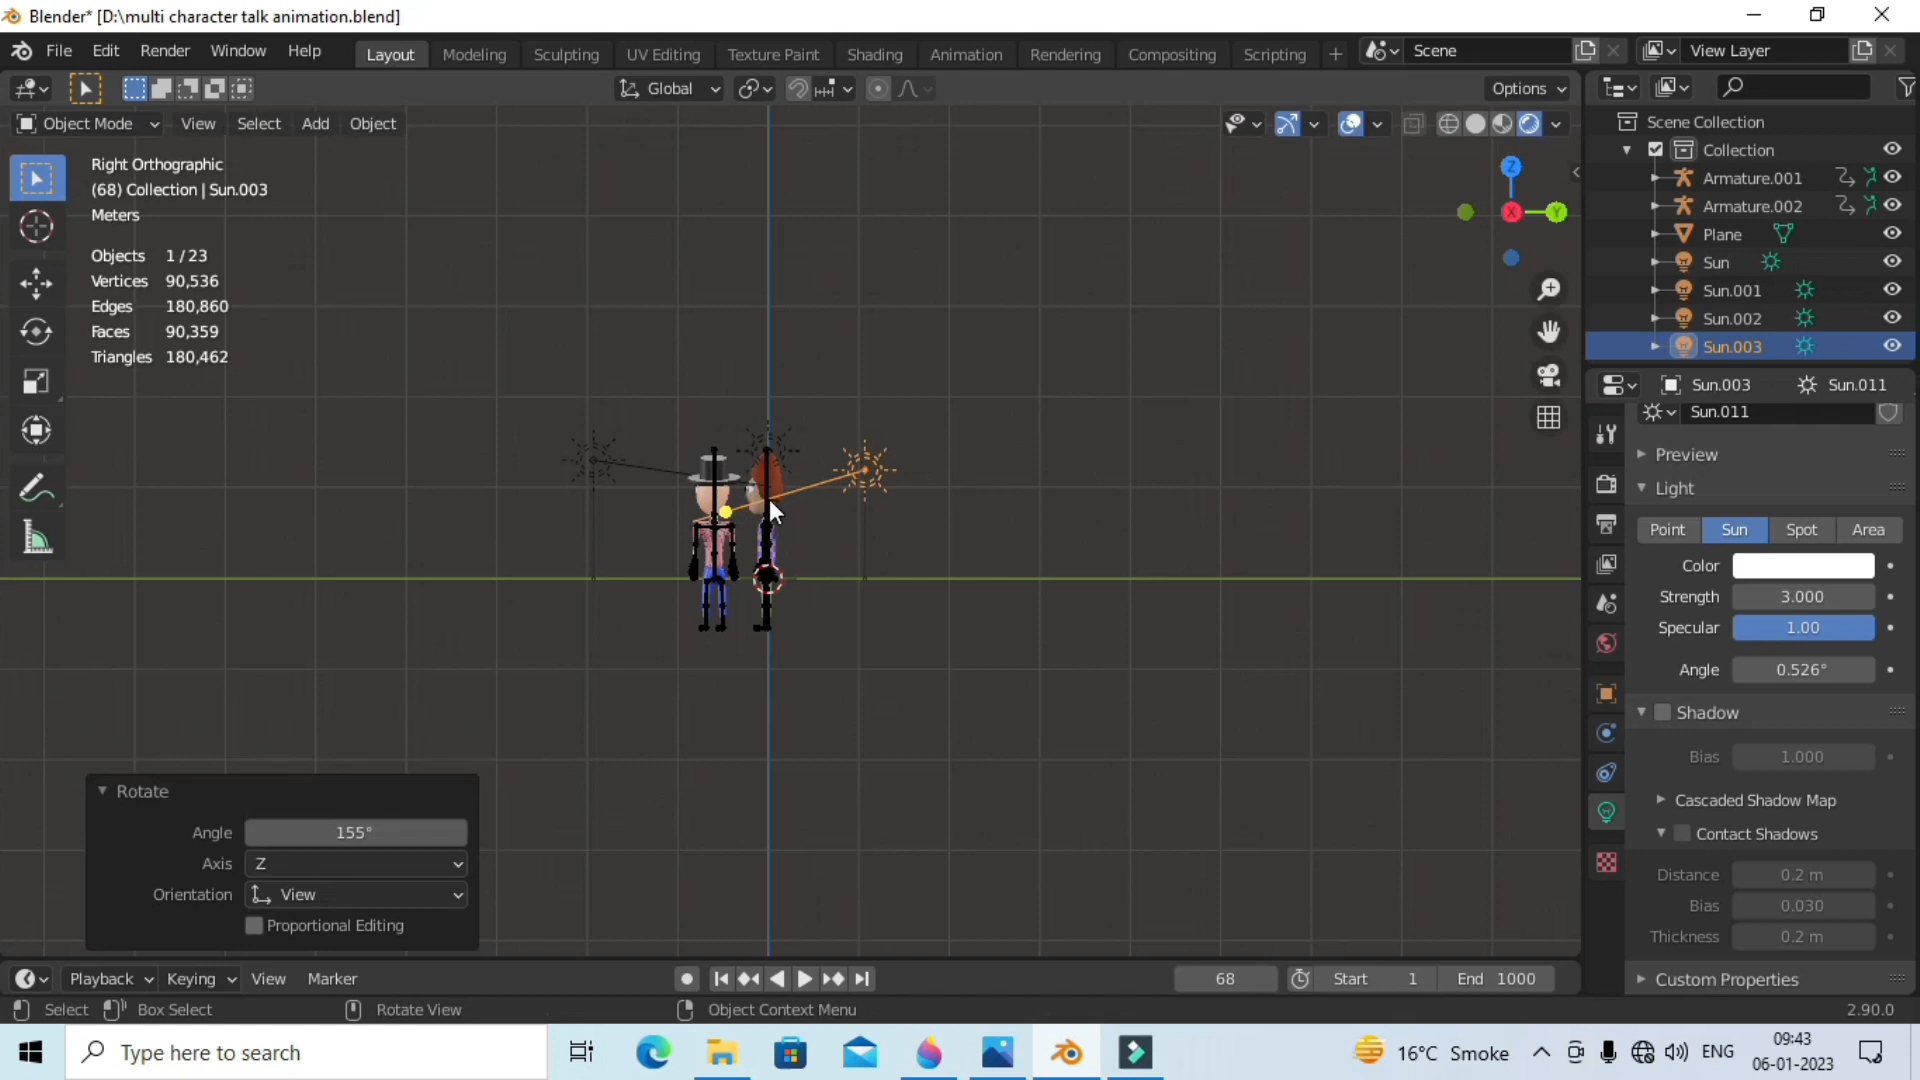 Blender* [D:\multi character talk animation.blend]
File Edit Render Window Help Layout Modeling Sculpting UV Editing Texture Paint Shading Animation Rendering Compositing Scripting + Scene View Layer
Global Options
Object Mode View Select Add Object
Right Orthographic
(68) Collection | Sun.003
Meters
Objects 1 / 23
Vertices 90,536
Edges 180,860
Faces 90,359
Triangles 180,462
Z
X
Y
Scene Collection
Collection
Armature.001
Armature.002
Plane
Sun
Sun.001
Sun.002
Sun.003
Sun.003 Sun.011
Sun.011
Preview
Light
Point Sun Spot Area
Color
Strength 3.000
Specular 1.00
Angle 0.526°
Shadow
Bias 1.000
Cascaded Shadow Map
Contact Shadows
Distance 0.2 m
Bias 0.030
Thickness 0.2 m
Custom Properties
Rotate
Angle 155°
Axis Z
Orientation View
Proportional Editing
Playback Keying View Marker 68 Start 1 End 1000
Select Box Select Rotate View Object Context Menu 2.90.0
Type here to search 16°C Smoke ENG 09:43
06-01-2023